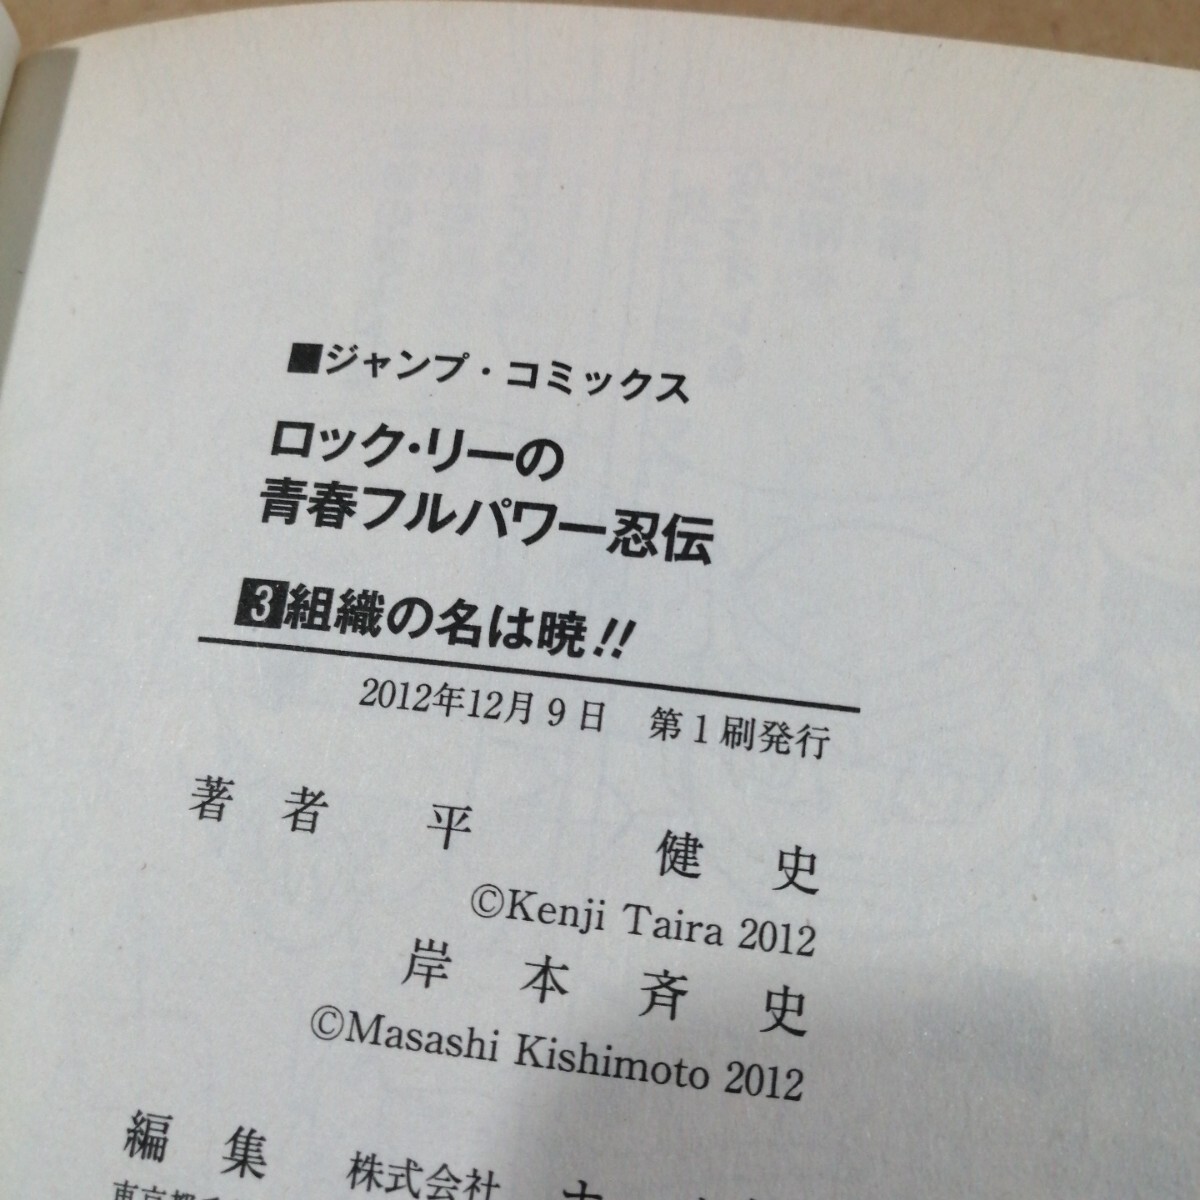 ■ジャンプ・コミックス
ロック・リーの
青春フルパワー忍伝
3組織の名は暁!!
2012年12月9日 第1刷発行
著者 平 健史
©Kenji Taira 2012
岸本斉史
©Masashi Kishimoto 2012
編集 株式会社
東京都